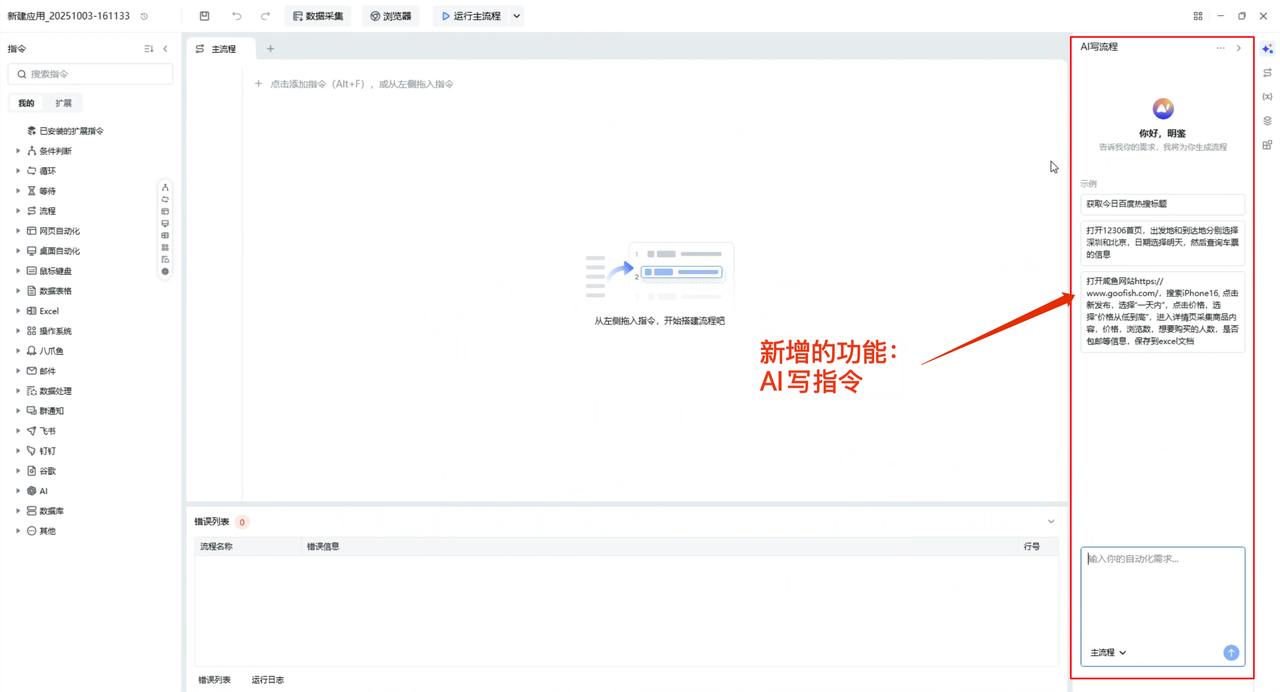 新建应用_20251003-161133
数据采集
浏览器
运行主流程
指令
搜索指令
我的
扩展
已安装的扩展指令
条件判断
循环
等待
流程
网页自动化
桌面自动化
鼠标键盘
数据表格
Excel
操作系统
八爪鱼
邮件
数据处理
群通知
飞书
钉钉
谷歌
AI
数据库
其他
主流程
点击添加指令（Alt+F），或从左侧拖入指令
1
2
3
从左侧拖入指令，开始搭建流程吧
新增的功能：
AI写指令
错误列表 0
流程名称
错误信息
行号
错误列表
运行日志
AI写流程
你好，明鉴
告诉我你的需求，我将为你生成流程
示例
获取今日百度热搜标题
打开12306首页，出发地和到达地分别选择
深圳和北京，日期选择明天，然后查询车票
的信息
打开咸鱼网站https://
www.goofish.com/，搜索iPhone16, 点击
新发布，选择“一天内”，点击价格，选
择“价格从低到高”，进入详情页采集商品内
容，价格，浏览数，想要购买的人数，是否
包邮等信息，保存到excel文档
输入你的自动化需求...
主流程